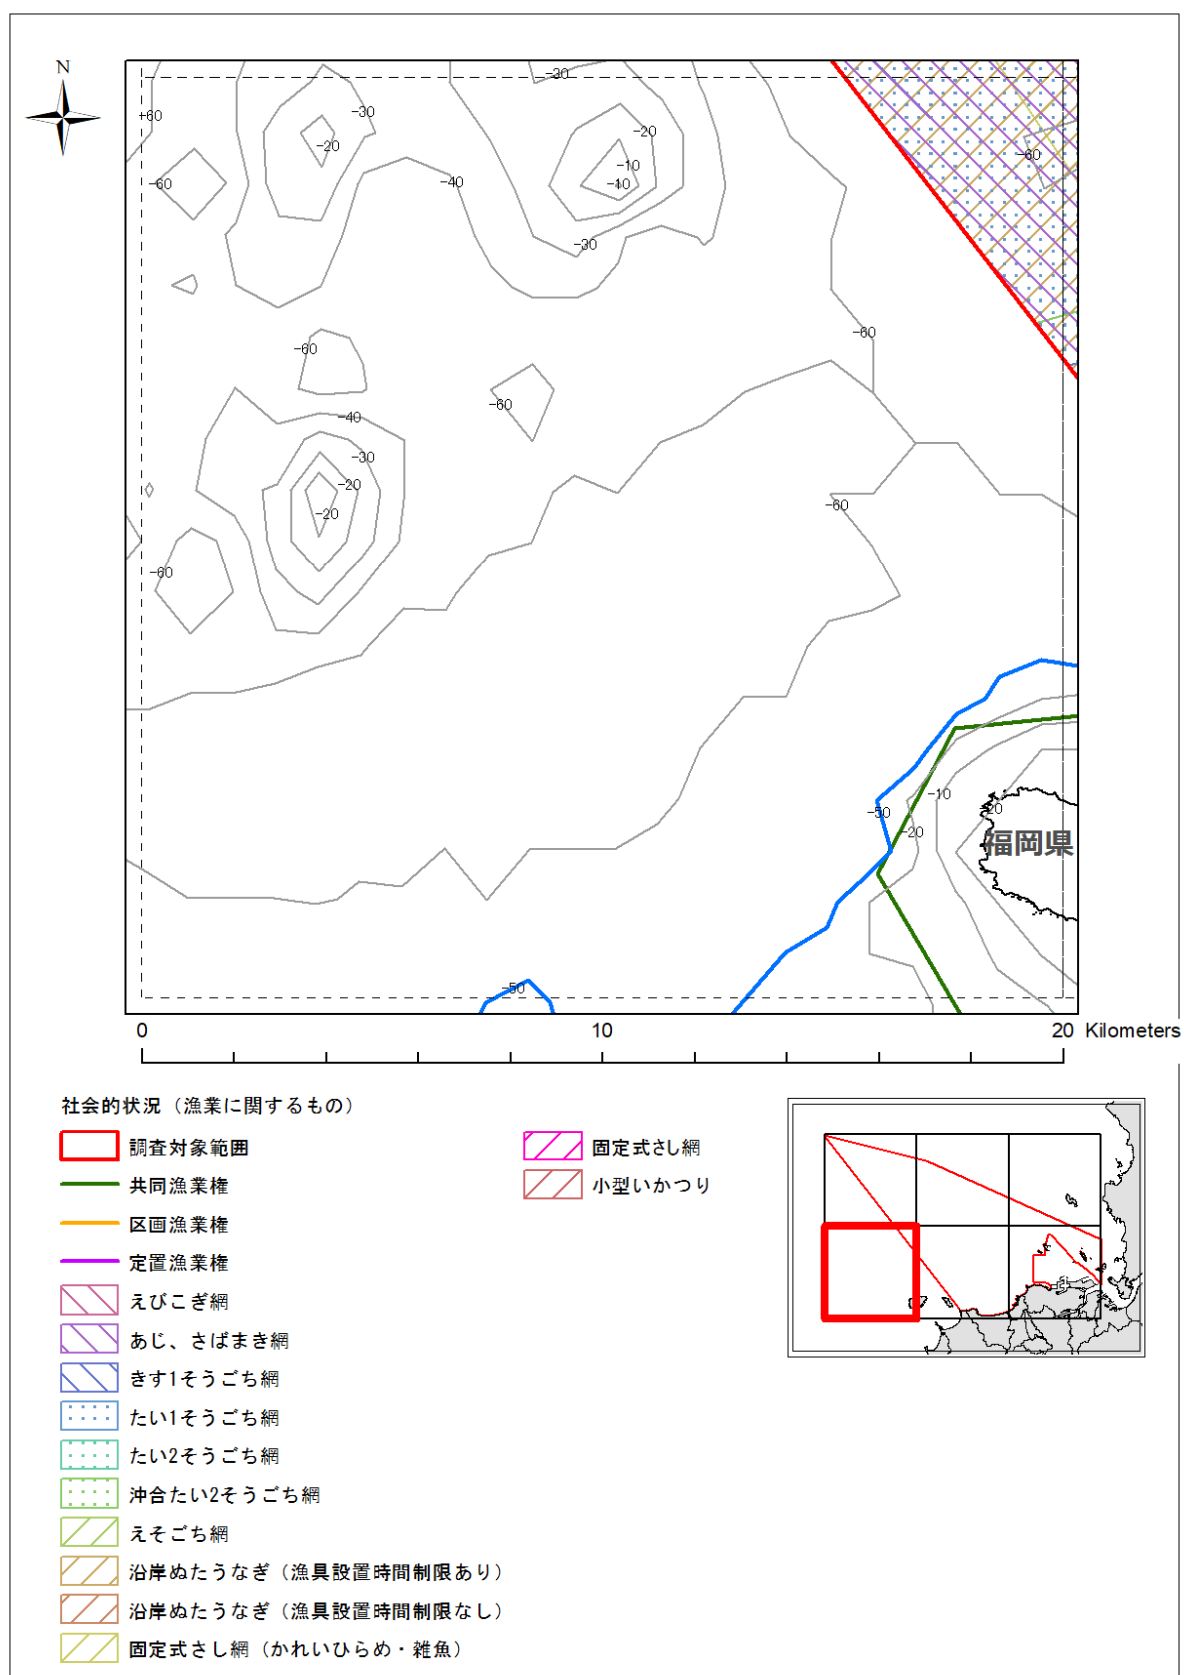 N
-30
+60
-30
-20
-20
-10
-60
-60
-40
-10
-30
-60
-60
-60
-40
-30
-20
-60
-20
-60
-10
-50
-20
-20
福岡県
-50
0 10 20 Kilometers
社会的状況（漁業に関するもの）
調査対象範囲
共同漁業権
区画漁業権
定置漁業権
えびこぎ網
あじ、さばまき網
きす1そうごち網
たい1そうごち網
たい2そうごち網
沖合たい2そうごち網
えそごち網
沿岸ぬたうなぎ（漁具設置時間制限あり）
沿岸ぬたうなぎ（漁具設置時間制限なし）
固定式さし網（かれいひらめ・雑魚）
固定式さし網
小型いかつり